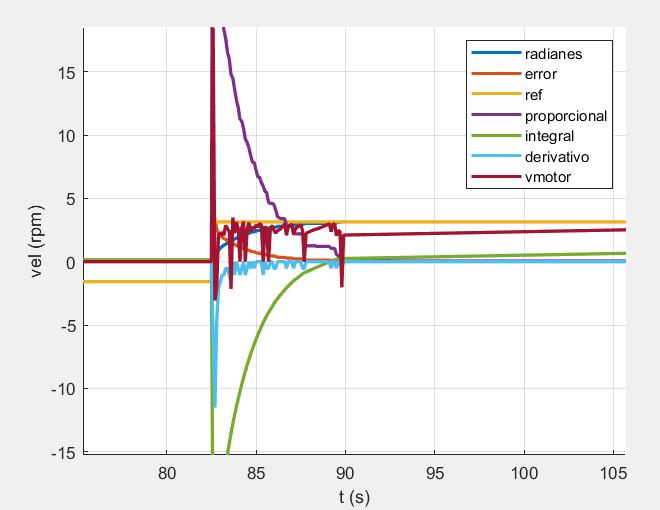 15
10
5
0
-5
-10
-15
vel (rpm)
radianes
error
ref
proporcional
integral
derivativo
vmotor
80 85 90 95 100 105
t (s)